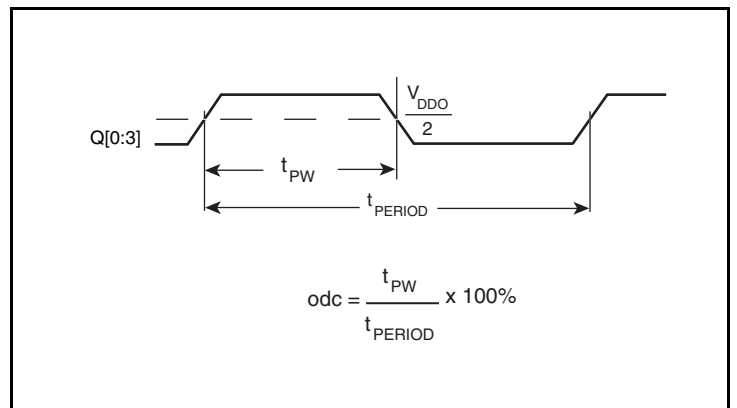 V_DDO
2
Q[0:3]
t_PW
t_PERIOD
odc = t_PW / t_PERIOD x 100%